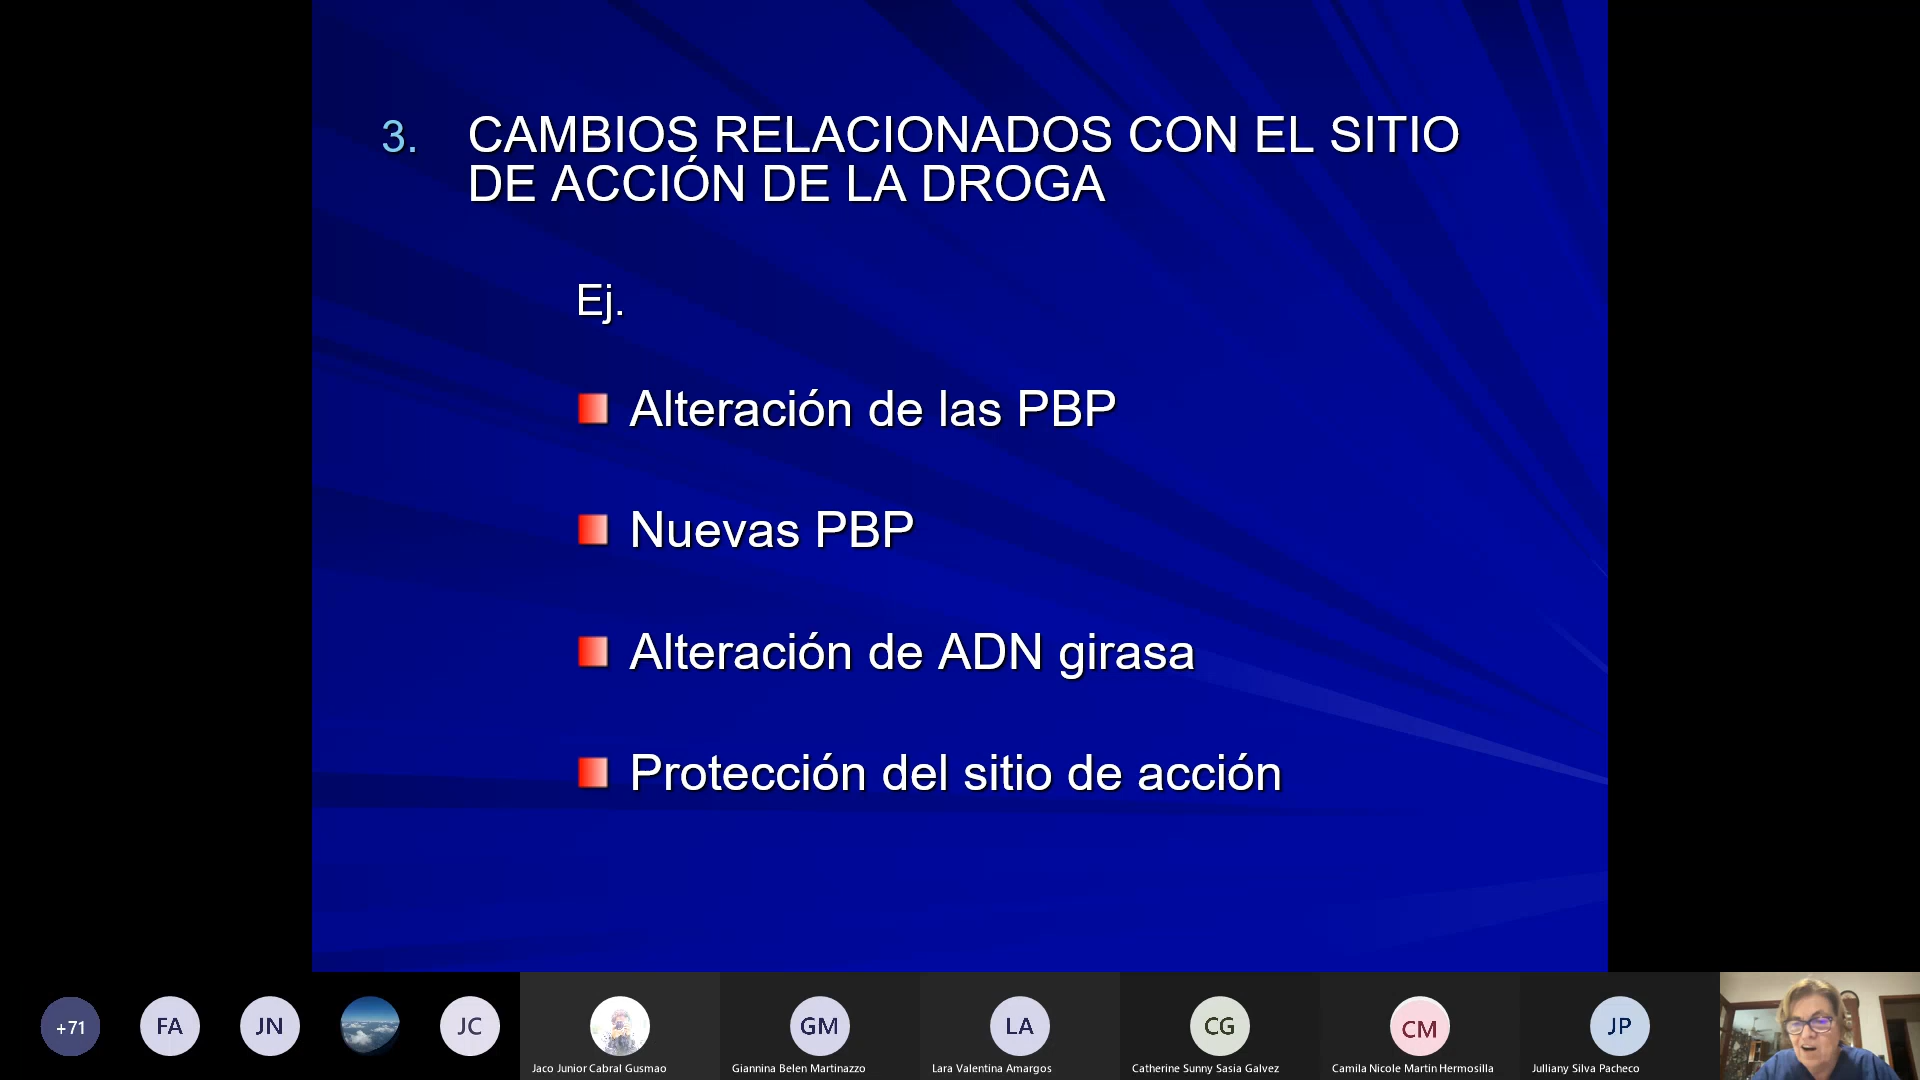 3. CAMBIOS RELACIONADOS CON EL SITIO
DE ACCIÓN DE LA DROGA
Ej.
Alteración de las PBP
Nuevas PBP
Alteración de ADN girasa
Protección del sitio de acción
+71
FA
JN
JC
GM
LA
CG
CM
JP
Jaco Junior Cabral Gusmao
Giannina Belen Martinazzo
Lara Valentina Amargos
Catherine Sunny Sasia Galvez
Camila Nicole Martin Hermosilla
Julliany Silva Pacheco